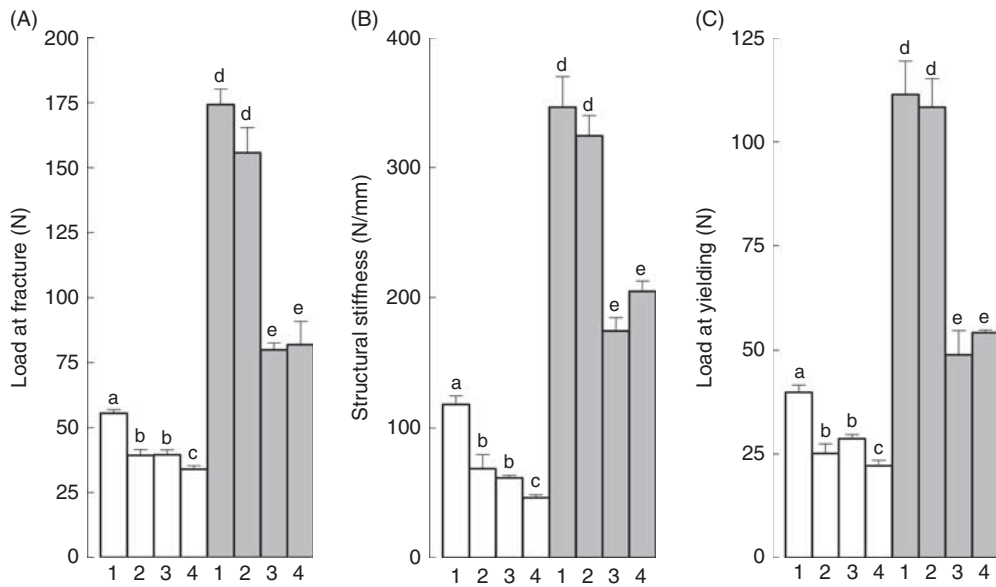 (A)
Load at fracture (N)
200
175
150
125
100
75
50
25
0
a
b
b
c
d
d
e
e
1 2 3 4 1 2 3 4
(B)
Structural stiffness (N/mm)
400
300
200
100
0
a
b
b
c
d
d
e
e
1 2 3 4 1 2 3 4
(C)
Load at yielding (N)
125
100
75
50
25
0
a
b
b
c
d
d
e
e
1 2 3 4 1 2 3 4